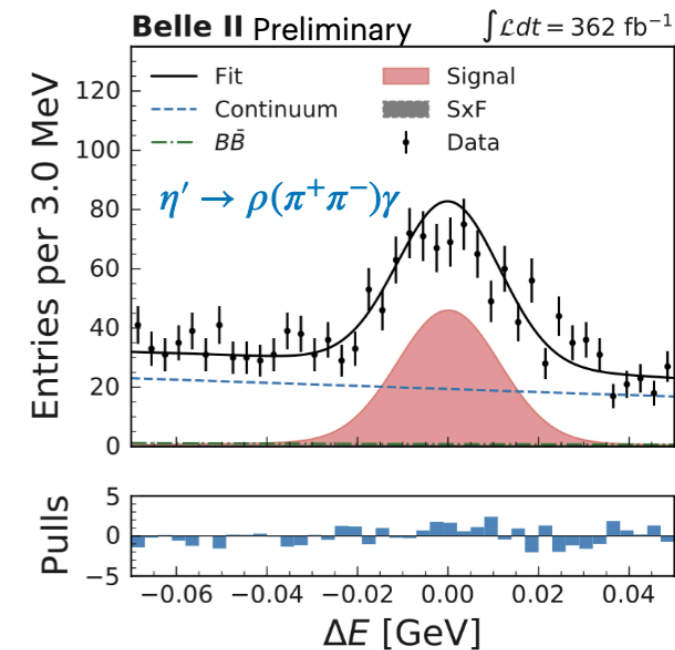 Belle II Preliminary ∫ℒdt = 362 fb⁻¹
Fit
Continuum
BB̄
Signal
SxF
Data
η′ → ρ(π⁺π⁻)γ
Entries per 3.0 MeV
120
100
80
60
40
20
0
Pulls
5
0
−5
−0.06 −0.04 −0.02 0.00 0.02 0.04
ΔE [GeV]